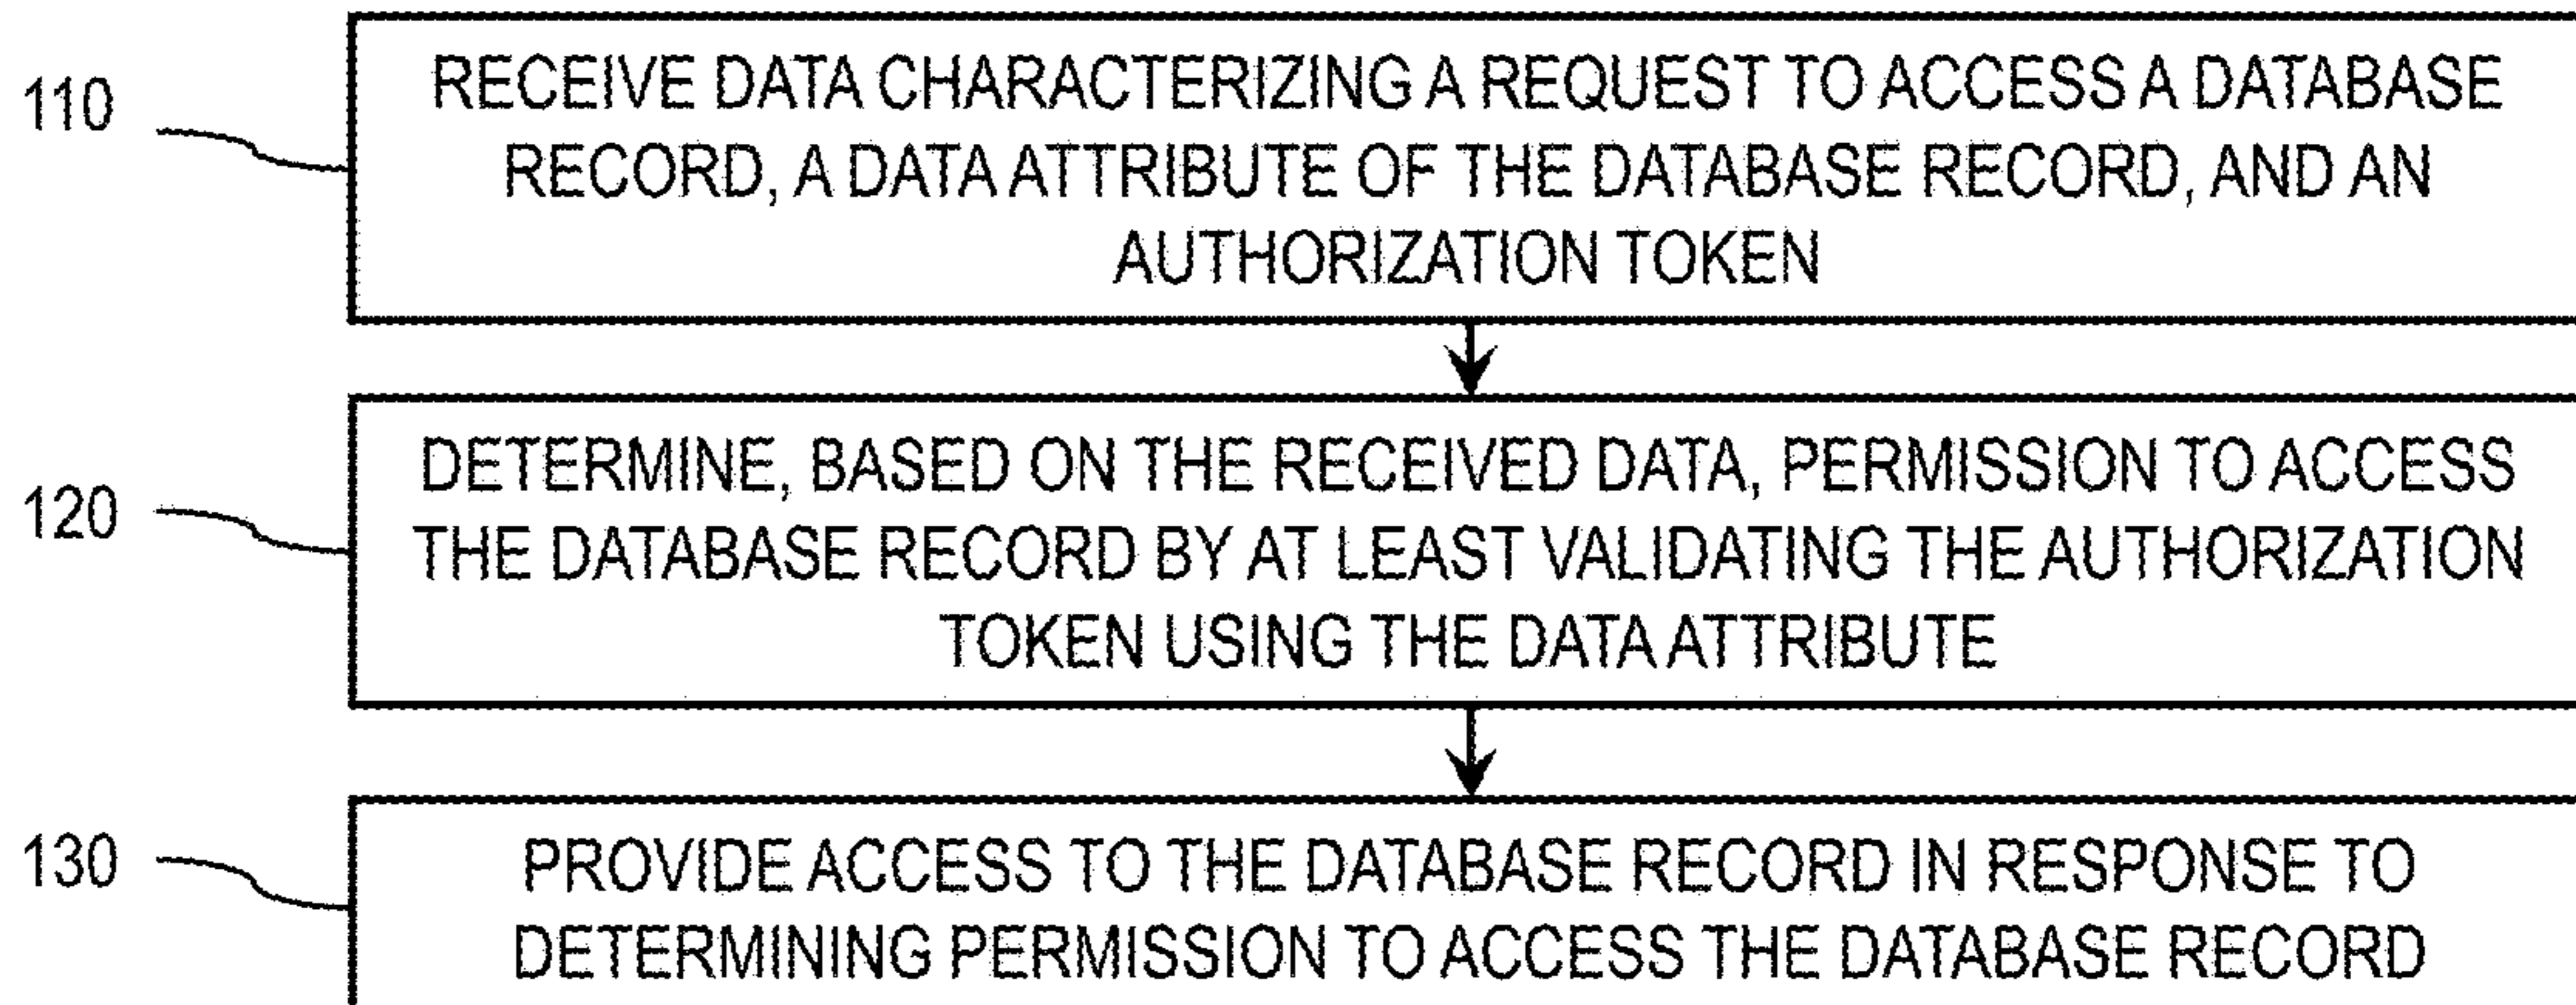 110
RECEIVE DATA CHARACTERIZING A REQUEST TO ACCESS A DATABASE
RECORD, A DATA ATTRIBUTE OF THE DATABASE RECORD, AND AN
AUTHORIZATION TOKEN
120
DETERMINE, BASED ON THE RECEIVED DATA, PERMISSION TO ACCESS
THE DATABASE RECORD BY AT LEAST VALIDATING THE AUTHORIZATION
TOKEN USING THE DATA ATTRIBUTE
130
PROVIDE ACCESS TO THE DATABASE RECORD IN RESPONSE TO
DETERMINING PERMISSION TO ACCESS THE DATABASE RECORD